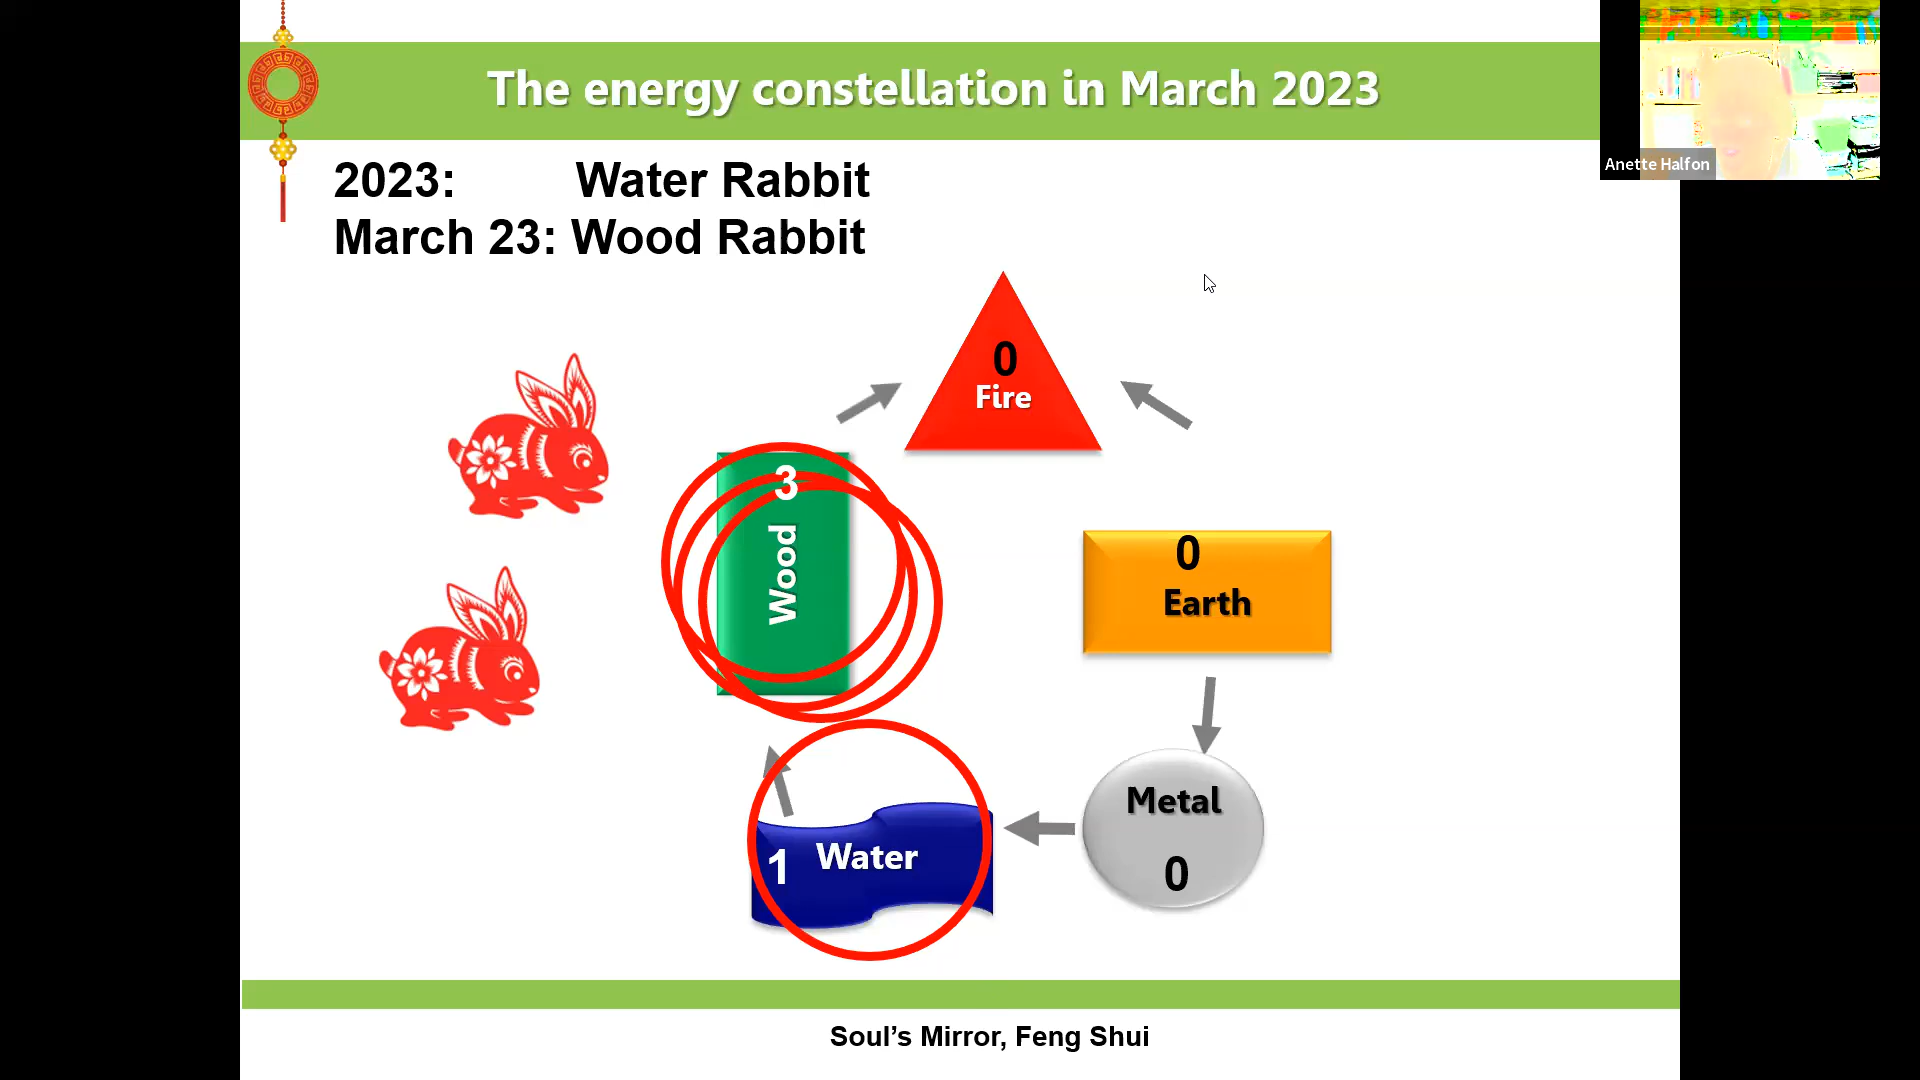 The energy constellation in March 2023
Anette Halfon
2023: Water Rabbit
March 23: Wood Rabbit
0
Fire
3
Wood
0
Earth
Metal
0
1 Water
Soul’s Mirror, Feng Shui